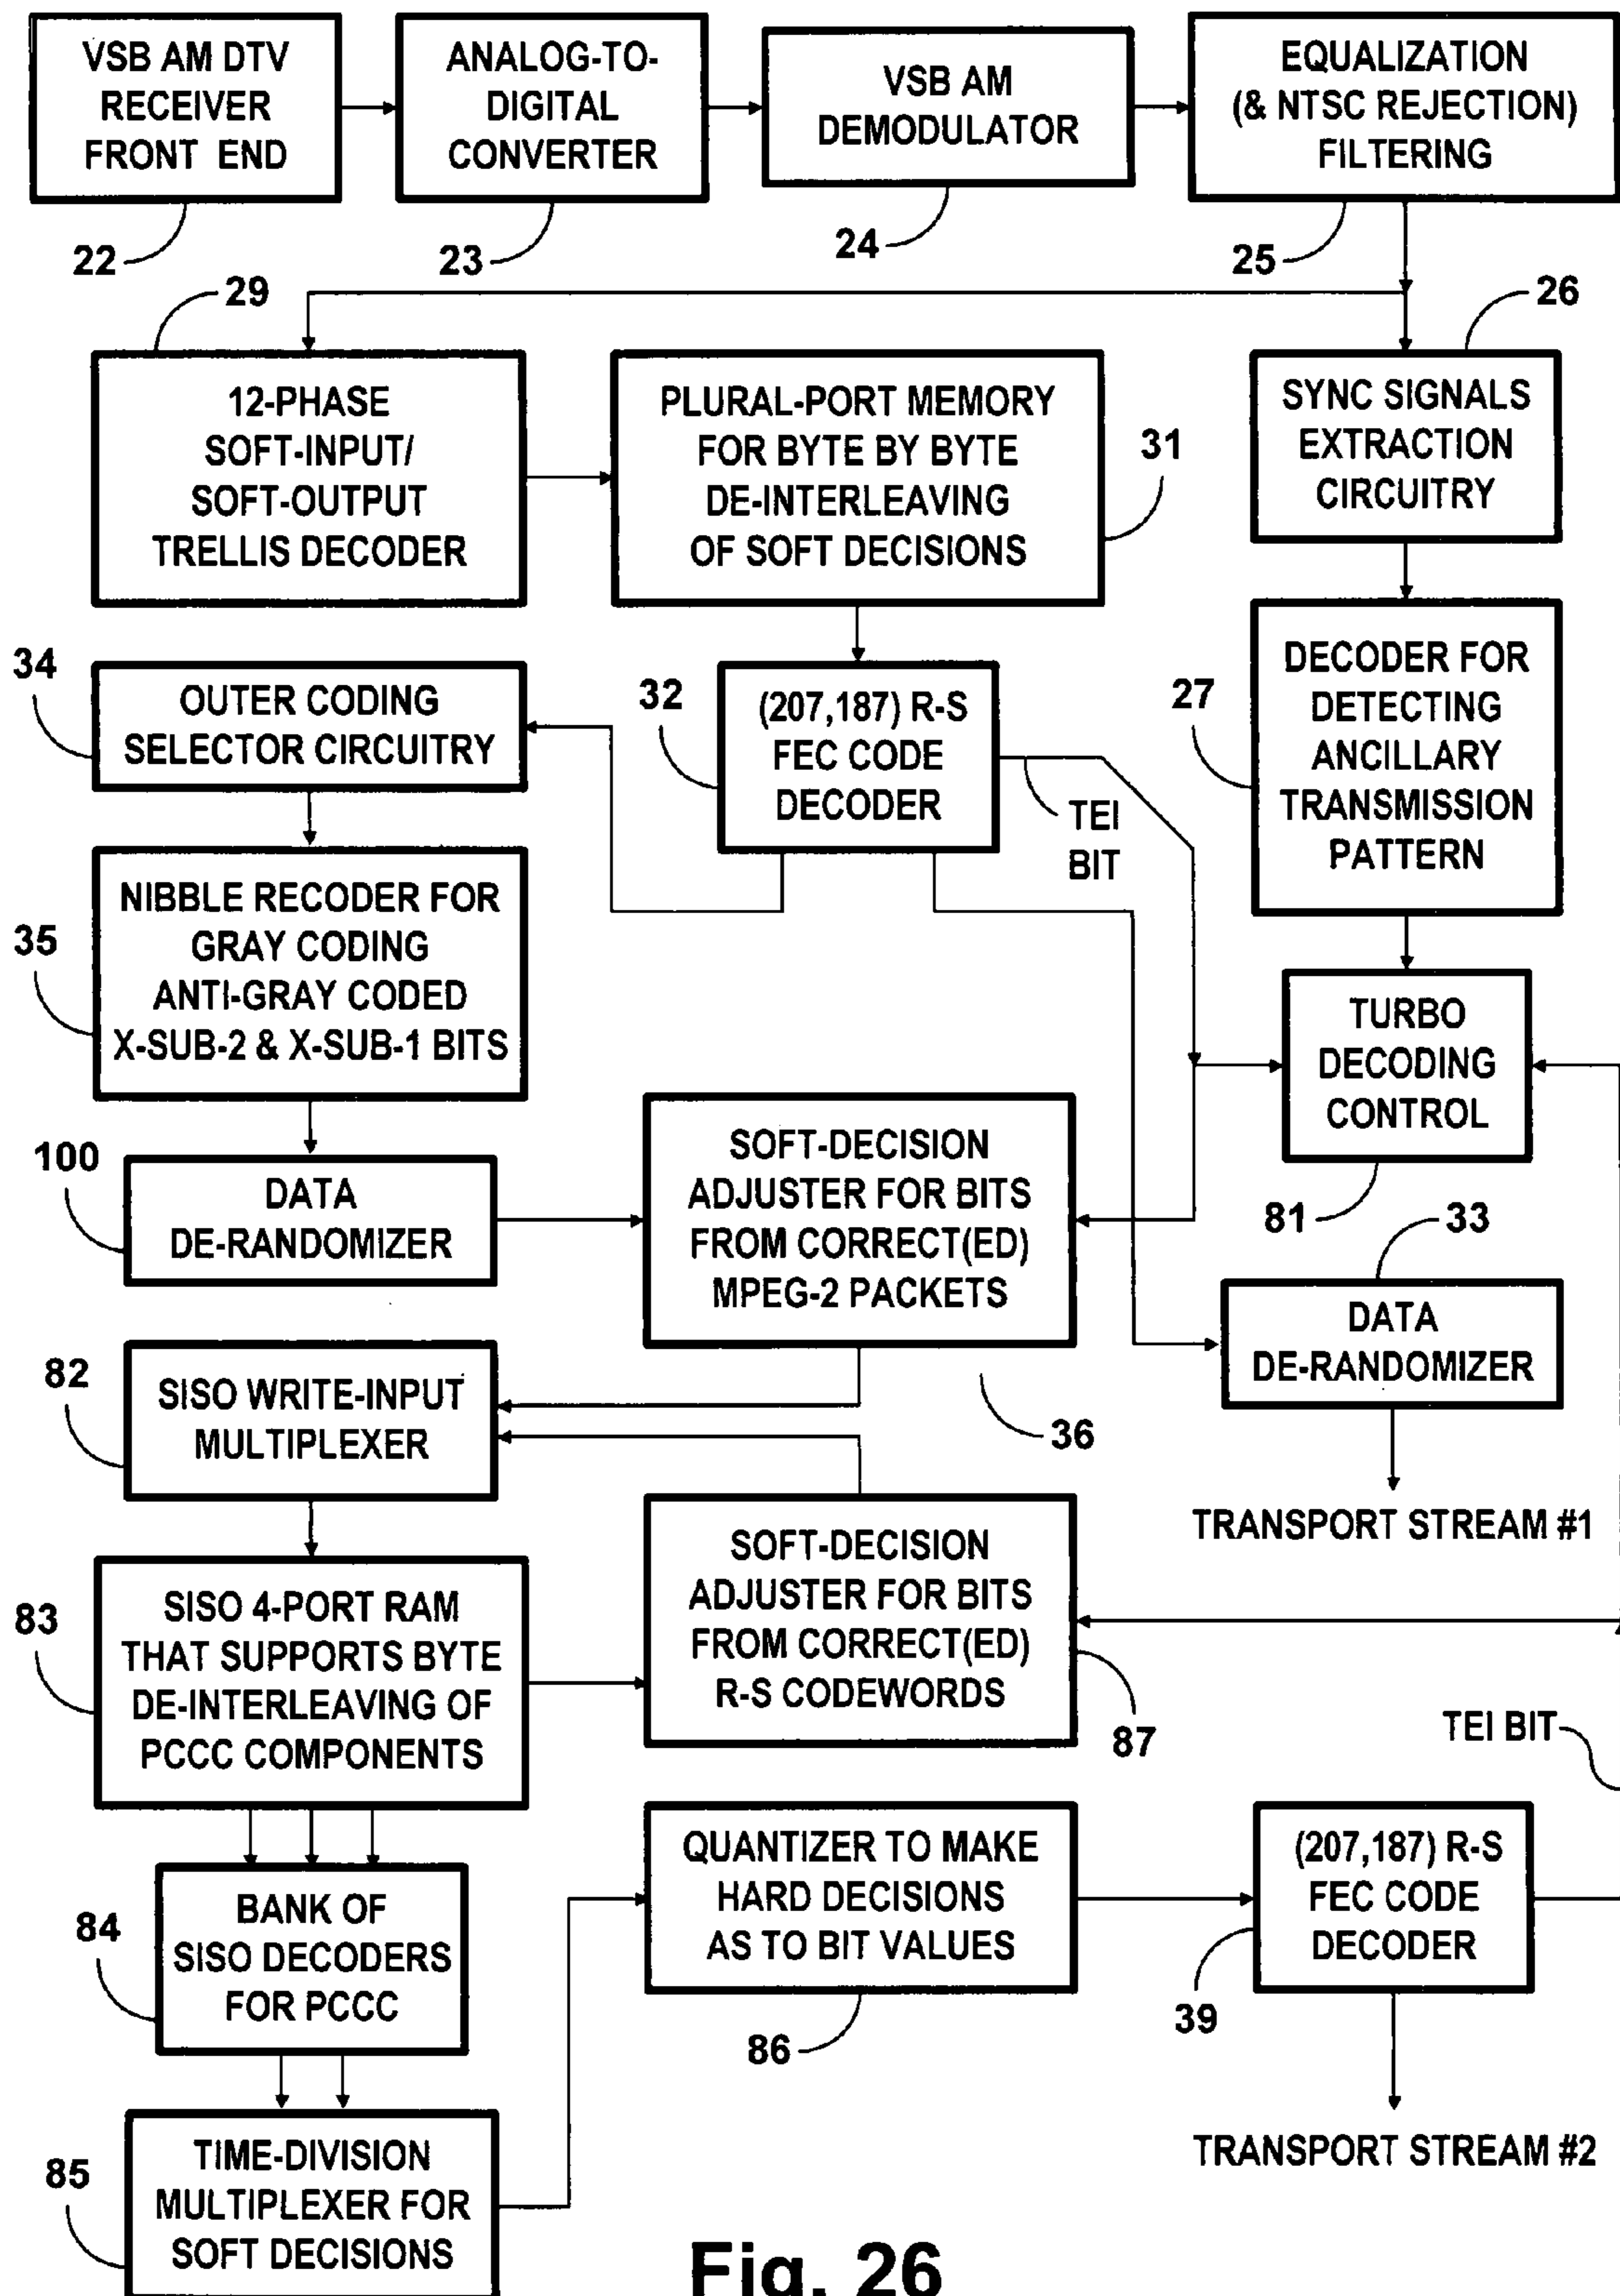 VSB AM DTV
RECEIVER
FRONT END
22
ANALOG-TO-
DIGITAL
CONVERTER
23
VSB AM
DEMODULATOR
24
EQUALIZATION
(& NTSC REJECTION)
FILTERING
25
29
12-PHASE
SOFT-INPUT/
SOFT-OUTPUT
TRELLIS DECODER
PLURAL-PORT MEMORY
FOR BYTE BY BYTE
DE-INTERLEAVING
OF SOFT DECISIONS
31
26
SYNC SIGNALS
EXTRACTION
CIRCUITRY
34
OUTER CODING
SELECTOR CIRCUITRY
32
(207,187) R-S
FEC CODE
DECODER
TEI
BIT
27
DECODER FOR
DETECTING
ANCILLARY
TRANSMISSION
PATTERN
35
NIBBLE RECODER FOR
GRAY CODING
ANTI-GRAY CODED
X-SUB-2 & X-SUB-1 BITS
TURBO
DECODING
CONTROL
81
100
DATA
DE-RANDOMIZER
SOFT-DECISION
ADJUSTER FOR BITS
FROM CORRECT(ED)
MPEG-2 PACKETS
36
33
DATA
DE-RANDOMIZER
TRANSPORT STREAM #1
82
SISO WRITE-INPUT
MULTIPLEXER
83
SISO 4-PORT RAM
THAT SUPPORTS BYTE
DE-INTERLEAVING OF
PCCC COMPONENTS
SOFT-DECISION
ADJUSTER FOR BITS
FROM CORRECT(ED)
R-S CODEWORDS
87
TEI BIT
84
BANK OF
SISO DECODERS
FOR PCCC
QUANTIZER TO MAKE
HARD DECISIONS
AS TO BIT VALUES
86
(207,187) R-S
FEC CODE
DECODER
39
TRANSPORT STREAM #2
85
TIME-DIVISION
MULTIPLEXER FOR
SOFT DECISIONS
Fig. 26